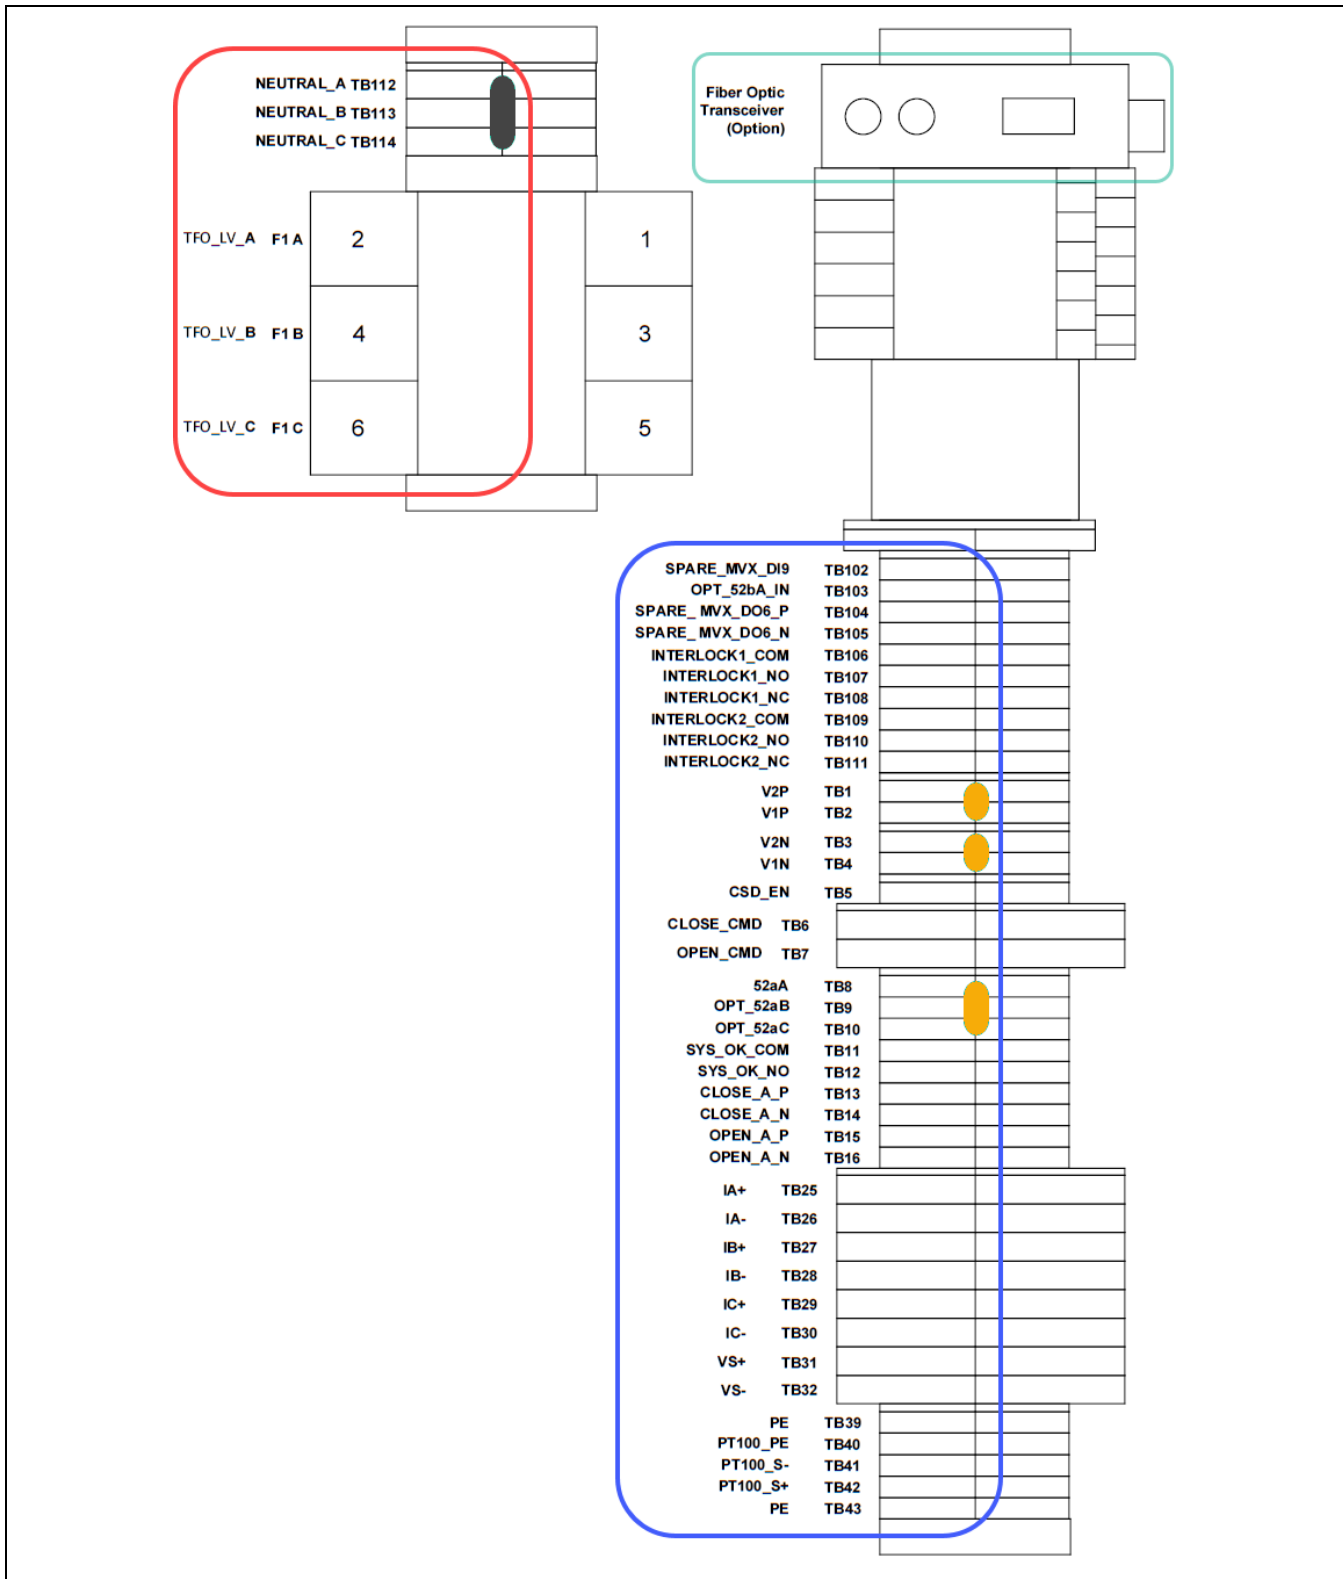 NEUTRAL_A TB112
NEUTRAL_B TB113
NEUTRAL_C TB114
TFO_LV_A F1A 2 1
TFO_LV_B F1B 4 3
TFO_LV_C F1C 6 5
Fiber Optic
Transceiver
(Option)
SPARE_MVX_DI9 TB102
OPT_52bA_IN TB103
SPARE_ MVX_DO6_P TB104
SPARE_ MVX_DO6_N TB105
INTERLOCK1_COM TB106
INTERLOCK1_NO TB107
INTERLOCK1_NC TB108
INTERLOCK2_COM TB109
INTERLOCK2_NO TB110
INTERLOCK2_NC TB111
V2P TB1
V1P TB2
V2N TB3
V1N TB4
CSD_EN TB5
CLOSE_CMD TB6
OPEN_CMD TB7
52aA TB8
OPT_52aB TB9
OPT_52aC TB10
SYS_OK_COM TB11
SYS_OK_NO TB12
CLOSE_A_P TB13
CLOSE_A_N TB14
OPEN_A_P TB15
OPEN_A_N TB16
IA+ TB25
IA- TB26
IB+ TB27
IB- TB28
IC+ TB29
IC- TB30
VS+ TB31
VS- TB32
PE TB39
PT100_PE TB40
PT100_S- TB41
PT100_S+ TB42
PE TB43